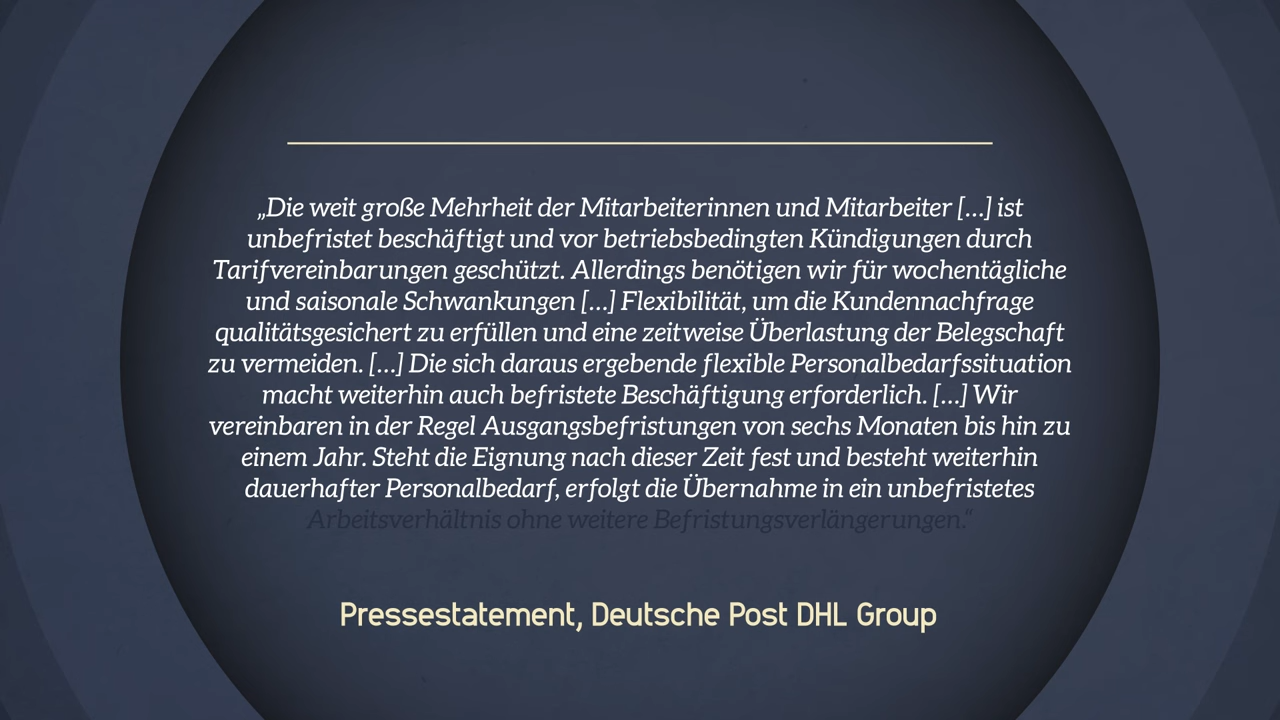 „Die weit große Mehrheit der Mitarbeiterinnen und Mitarbeiter [...] ist
unbefristet beschäftigt und vor betriebsbedingten Kündigungen durch
Tarifvereinbarungen geschützt. Allerdings benötigen wir für wochentägliche
und saisonale Schwankungen [...] Flexibilität, um die Kundennachfrage
qualitätsgesichert zu erfüllen und eine zeitweise Überlastung der Belegschaft
zu vermeiden. [...] Die sich daraus ergebende flexible Personalbedarfssituation
macht weiterhin auch befristete Beschäftigung erforderlich. [...] Wir
vereinbaren in der Regel Ausgangsbefristungen von sechs Monaten bis hin zu
einem Jahr. Steht die Eignung nach dieser Zeit fest und besteht weiterhin
dauerhafter Personalbedarf, erfolgt die Übernahme in ein unbefristetes
Arbeitsverhältnis ohne weitere Befristungsverlängerungen.“
Pressestatement, Deutsche Post DHL Group